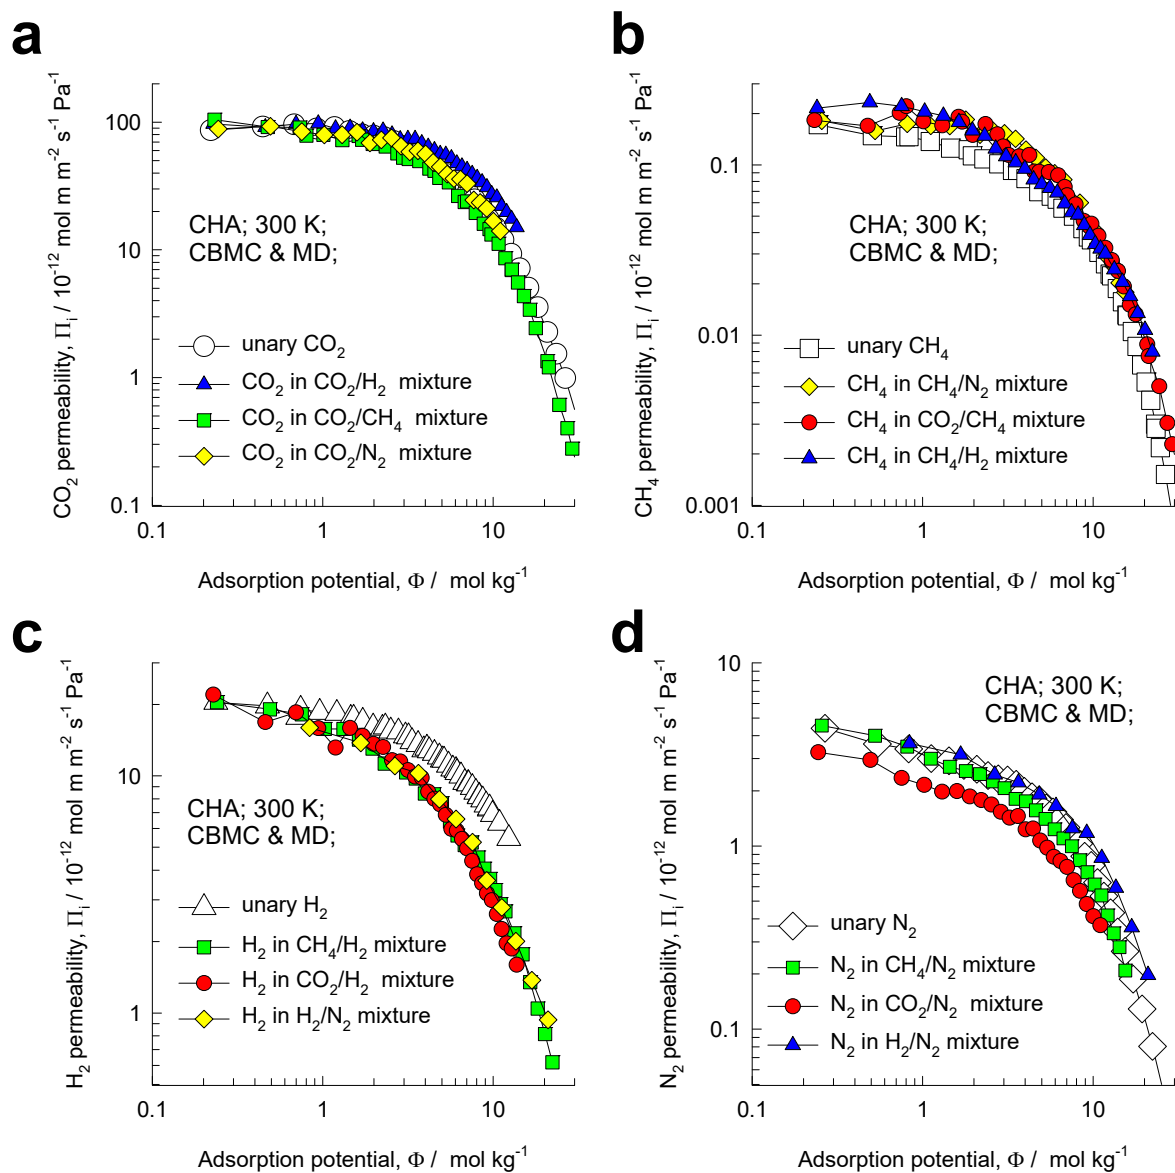 a
CO2 permeability, Πi / 10-12 mol m m-2 s-1 Pa-1
100
10
1
0.1
CHA; 300 K;
CBMC & MD;
unary CO2
CO2 in CO2/H2 mixture
CO2 in CO2/CH4 mixture
CO2 in CO2/N2 mixture
0.1
1
10
Adsorption potential, Φ / mol kg-1
b
CH4 permeability, Πi / 10-12 mol m m-2 s-1 Pa-1
0.1
0.01
0.001
CHA; 300 K;
CBMC & MD;
unary CH4
CH4 in CH4/N2 mixture
CH4 in CO2/CH4 mixture
CH4 in CH4/H2 mixture
0.1
1
10
Adsorption potential, Φ / mol kg-1
c
H2 permeability, Πi / 10-12 mol m m-2 s-1 Pa-1
10
1
CHA; 300 K;
CBMC & MD;
unary H2
H2 in CH4/H2 mixture
H2 in CO2/H2 mixture
H2 in H2/N2 mixture
0.1
1
10
Adsorption potential, Φ / mol kg-1
d
N2 permeability, Πi / 10-12 mol m m-2 s-1 Pa-1
10
1
0.1
CHA; 300 K;
CBMC & MD;
unary N2
N2 in CH4/N2 mixture
N2 in CO2/N2 mixture
N2 in H2/N2 mixture
0.1
1
10
Adsorption potential, Φ / mol kg-1